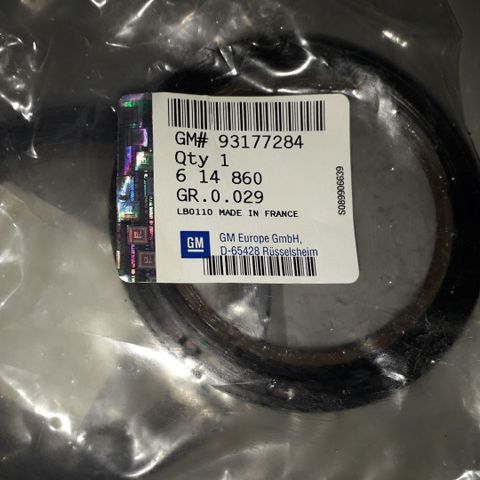 GM# 93177284
Qty 1
6 14 860
GR.0.029
LB0110 MADE IN FRANCE
GM
GM Europe GmbH,
D-65428 Rüsselsheim
S089906639